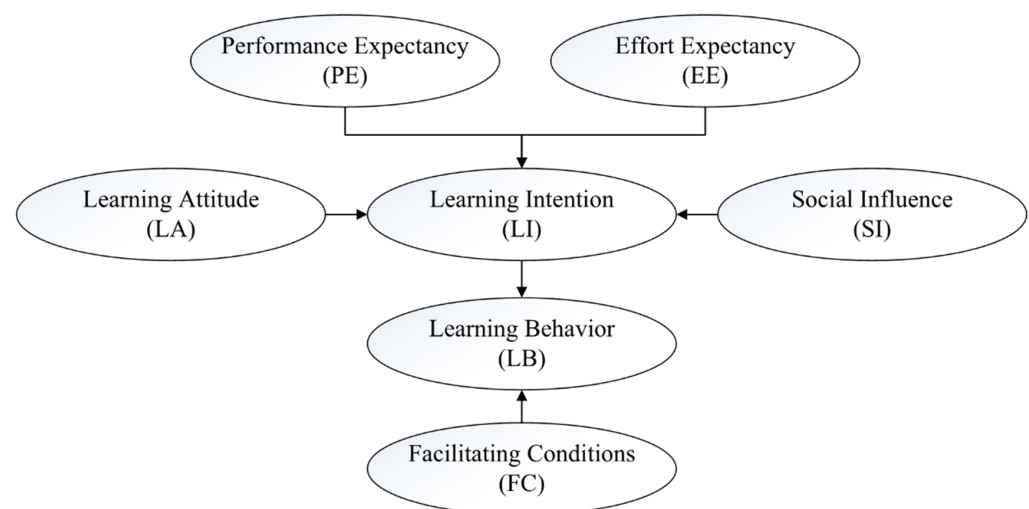 Performance Expectancy
(PE)
Effort Expectancy
(EE)
Learning Attitude
(LA)
Learning Intention
(LI)
Social Influence
(SI)
Learning Behavior
(LB)
Facilitating Conditions
(FC)